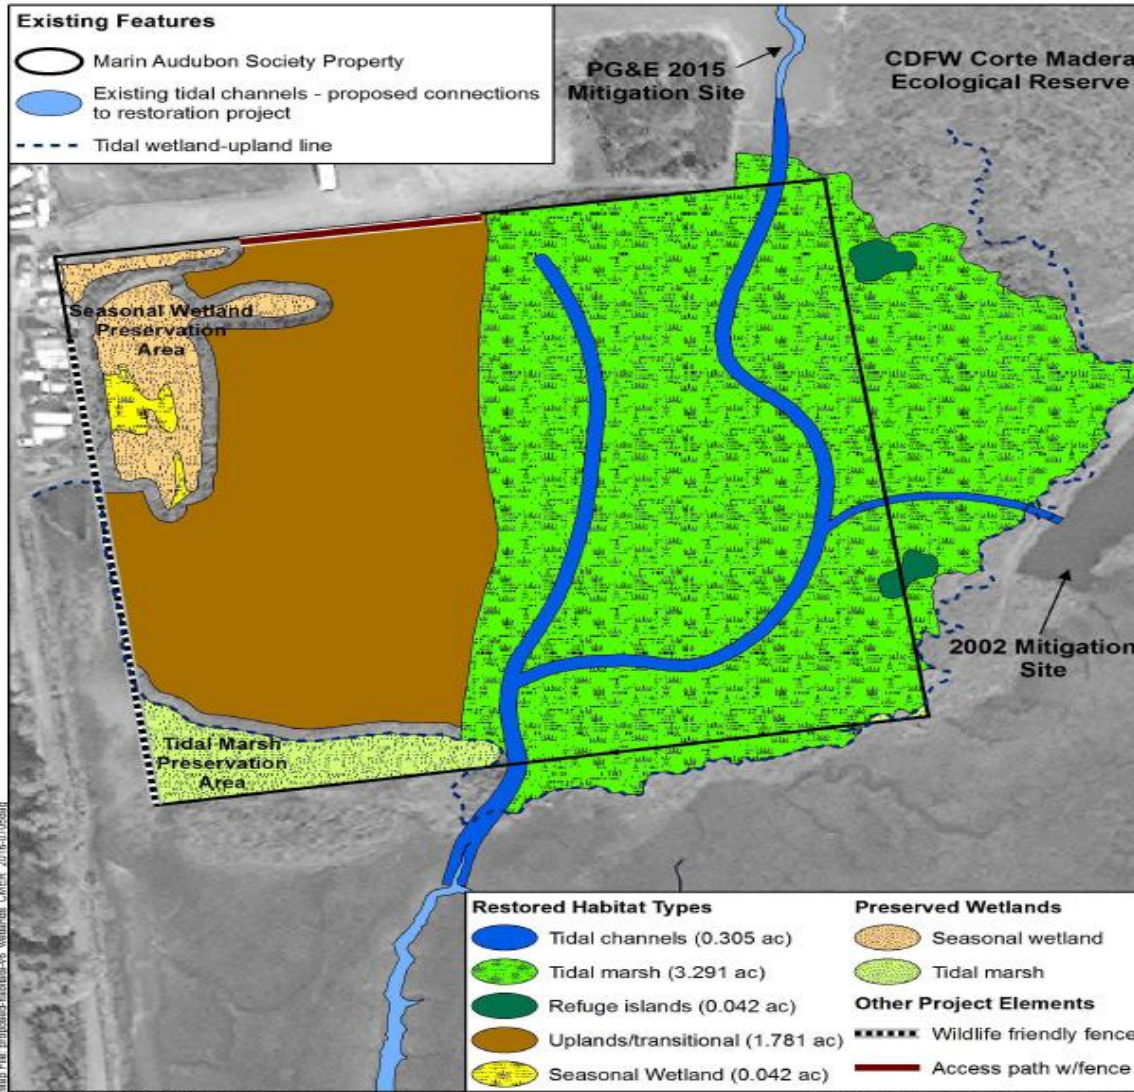 Existing Features
Marin Audubon Society Property
Existing tidal channels - proposed connections
to restoration project
Tidal wetland-upland line
PG&E 2015
Mitigation Site
CDFW Corte Madera
Ecological Reserve
Seasonal Wetland
Preservation
Area
2002 Mitigation
Site
Tidal Marsh
Preservation
Area
Restored Habitat Types
Tidal channels (0.305 ac)
Tidal marsh (3.291 ac)
Refuge islands (0.042 ac)
Uplands/transitional (1.781 ac)
Seasonal Wetland (0.042 ac)
Preserved Wetlands
Seasonal wetland
Tidal marsh
Other Project Elements
Wildlife friendly fence
Access path w/fence